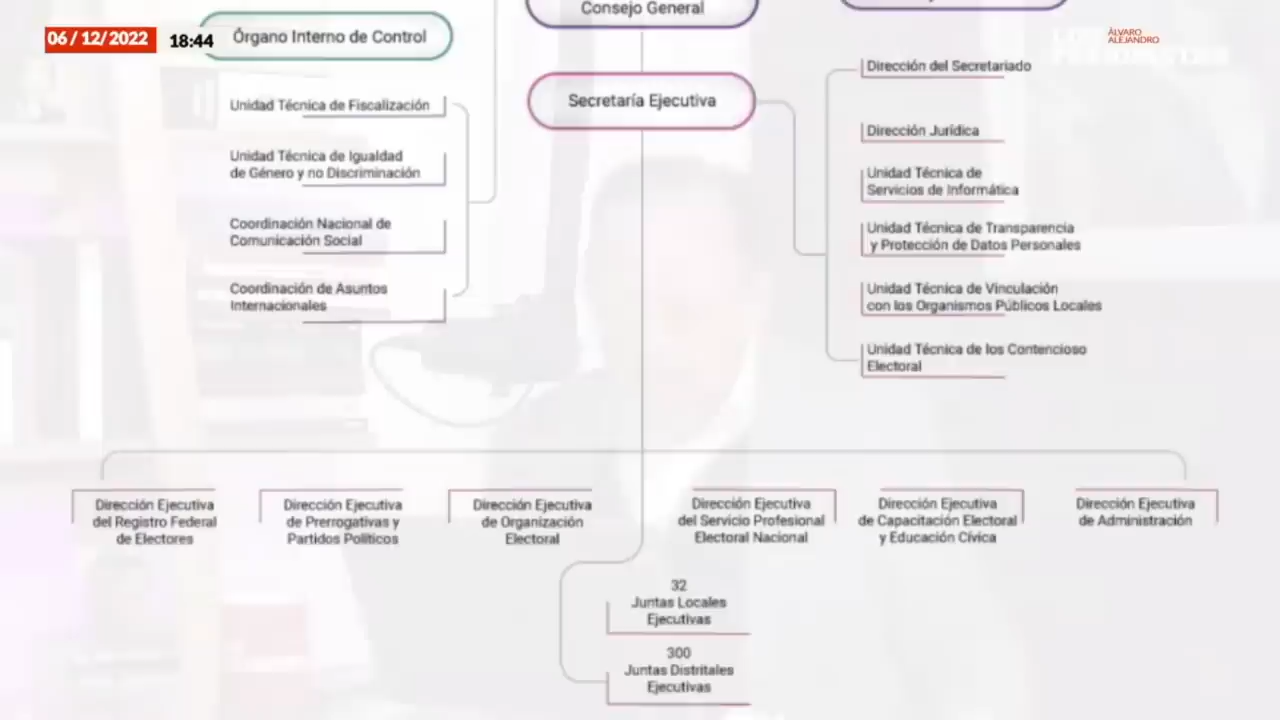 06/12/2022
18:44
Consejo General
Órgano Interno de Control
ÁLVARO
ALEJANDRO
Secretaría Ejecutiva
Unidad Técnica de Fiscalización
Unidad Técnica de Igualdad
de Género y no Discriminación
Coordinación Nacional de
Comunicación Social
Coordinación de Asuntos
Internacionales
Dirección del Secretariado
Dirección Jurídica
Unidad Técnica de
Servicios de Informática
Unidad Técnica de Transparencia
y Protección de Datos Personales
Unidad Técnica de Vinculación
con los Organismos Públicos Locales
Unidad Técnica de los Contencioso
Electoral
Dirección Ejecutiva
del Registro Federal
de Electores
Dirección Ejecutiva
de Prerrogativas y
Partidos Políticos
Dirección Ejecutiva
de Organización
Electoral
Dirección Ejecutiva
del Servicio Profesional
Electoral Nacional
Dirección Ejecutiva
de Capacitación Electoral
y Educación Cívica
Dirección Ejecutiva
de Administración
32
Juntas Locales
Ejecutivas
300
Juntas Distritales
Ejecutivas